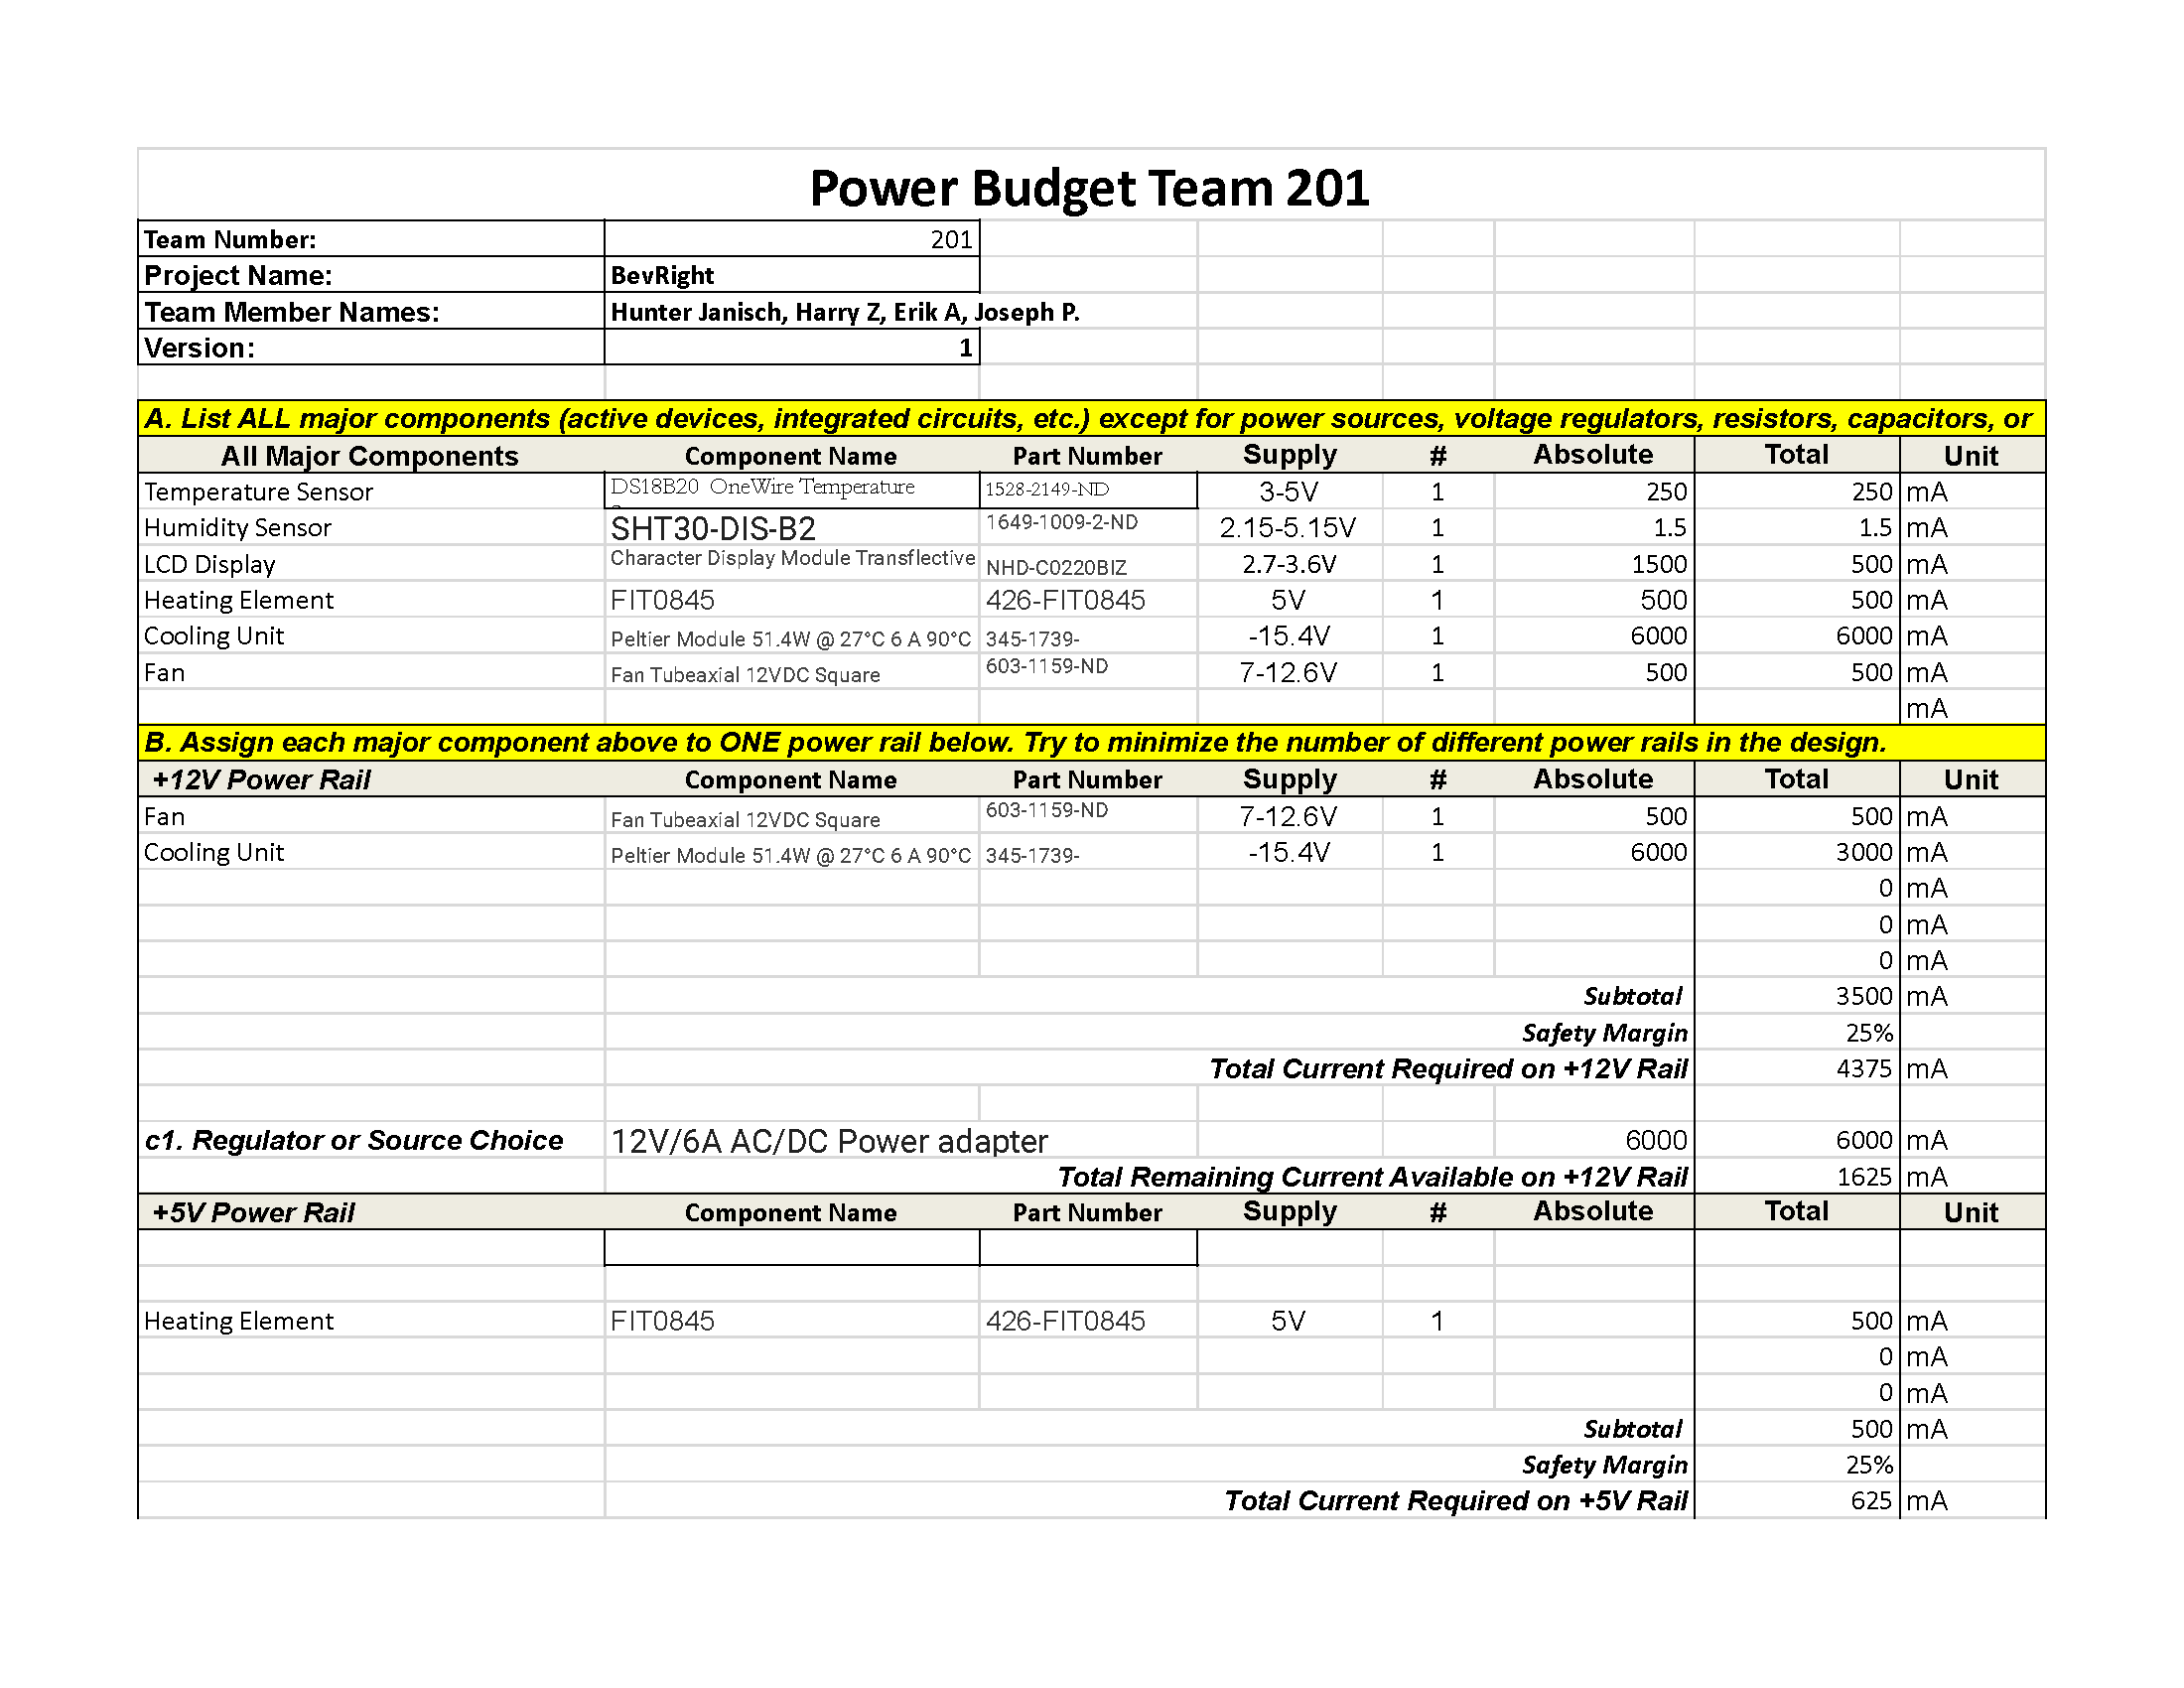 Power Budget Team 201
Team Number: 201
Project Name: BevRight
Team Member Names: Hunter Janisch, Harry Z, Erik A, Joseph P.
Version: 1
A. List ALL major components (active devices, integrated circuits, etc.) except for power sources, voltage regulators, resistors, capacitors, or
All Major Components Component Name Part Number Supply # Absolute Total Unit
Temperature Sensor DS18B20 OneWire Temperature 1528-2149-ND 3-5V 1 250 250 mA
Humidity Sensor SHT30-DIS-B2 1649-1009-2-ND 2.15-5.15V 1 1.5 1.5 mA
LCD Display Character Display Module Transflective NHD-C0220BIZ 2.7-3.6V 1 1500 500 mA
Heating Element FIT0845 426-FIT0845 5V 1 500 500 mA
Cooling Unit Peltier Module 51.4W @ 27°C 6 A 90°C 345-1739- -15.4V 1 6000 6000 mA
Fan Fan Tubeaxial 12VDC Square 603-1159-ND 7-12.6V 1 500 500 mA
mA
B. Assign each major component above to ONE power rail below. Try to minimize the number of different power rails in the design.
+12V Power Rail Component Name Part Number Supply # Absolute Total Unit
Fan Fan Tubeaxial 12VDC Square 603-1159-ND 7-12.6V 1 500 500 mA
Cooling Unit Peltier Module 51.4W @ 27°C 6 A 90°C 345-1739- -15.4V 1 6000 3000 mA
0 mA
0 mA
0 mA
Subtotal 3500 mA
Safety Margin 25%
Total Current Required on +12V Rail 4375 mA
c1. Regulator or Source Choice 12V/6A AC/DC Power adapter 6000 6000 mA
Total Remaining Current Available on +12V Rail 1625 mA
+5V Power Rail Component Name Part Number Supply # Absolute Total Unit
Heating Element FIT0845 426-FIT0845 5V 1 500 mA
0 mA
0 mA
Subtotal 500 mA
Safety Margin 25%
Total Current Required on +5V Rail 625 mA